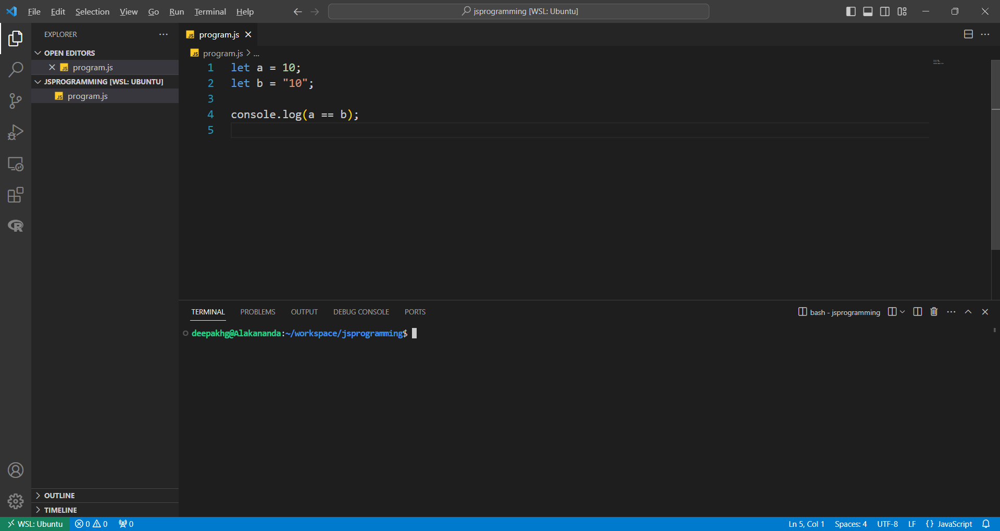 File Edit Selection View Go Run Terminal Help
jsprogramming [WSL: Ubuntu]
EXPLORER
OPEN EDITORS
program.js
JSPROGRAMMING [WSL: UBUNTU]
program.js
OUTLINE
TIMELINE
program.js
program.js > ...
1 let a = 10;
2 let b = "10";
3
4 console.log(a == b);
5
TERMINAL PROBLEMS OUTPUT DEBUG CONSOLE PORTS
bash - jsprogramming
deepakhg@Alakananda:~/workspace/jsprogramming$
WSL: Ubuntu 0 0 0 Ln 5, Col 1 Spaces: 4 UTF-8 LF {} JavaScript